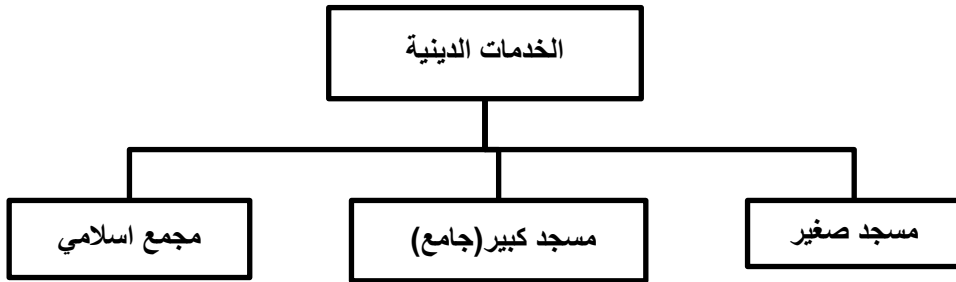 الخدمات الدينية
مسجد صغير
مسجد كبير(جامع)
مجمع اسلامي